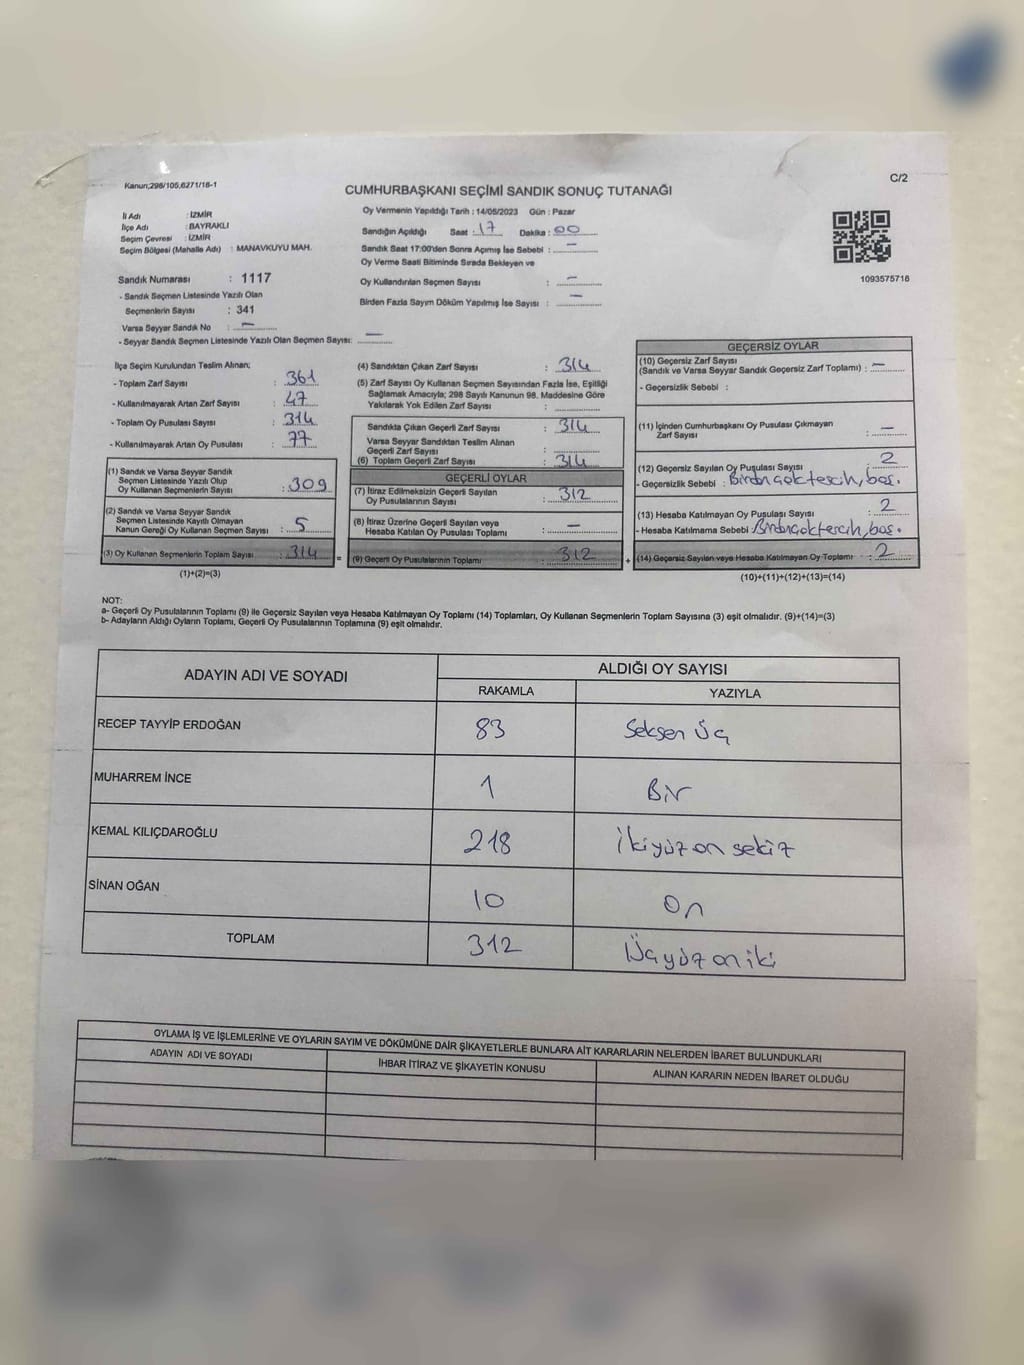 Kanun;298/105,6271/16-1
C/2
CUMHURBAŞKANI SEÇİMİ SANDIK SONUÇ TUTANAĞI
İl Adı : İZMİR
İlçe Adı : BAYRAKLI
Seçim Çevresi : İZMİR
Seçim Bölgesi (Mahalle Adı) : MANAVKUYU MAH.
Oy Vermenin Yapıldığı Tarih : 14/05/2023 Gün : Pazar
Sandığın Açıldığı Saat : 17 Dakika : 00
Sandık Saat 17:00'den Sonra Açımış İse Sebebi : —
Oy Verme Saati Bitiminde Sırada Bekleyen ve
Oy Kullandırılan Seçmen Sayısı : —
Birden Fazla Sayım Döküm Yapılmış İse Sayısı : —
1093575716
Sandık Numarası : 1117
- Sandık Seçmen Listesinde Yazılı Olan
Seçmenlerin Sayısı : 341
Varsa Seyyar Sandık No : —
- Seyyar Sandık Seçmen Listesinde Yazılı Olan Seçmen Sayısı: —
İlçe Seçim Kurulundan Teslim Alınan;
- Toplam Zarf Sayısı : 361
- Kullanılmayarak Artan Zarf Sayısı : 47
- Toplam Oy Pusulası Sayısı : 314
- Kullanılmayarak Artan Oy Pusulası : 77
(1) Sandık ve Varsa Seyyar Sandık
Seçmen Listesinde Yazılı Olup
Oy Kullanan Seçmenlerin Sayısı : 309
(2) Sandık ve Varsa Seyyar Sandık
Seçmen Listesinde Kayıtlı Olmayan
Kanun Gereği Oy Kullanan Seçmen Sayısı : 5
(3) Oy Kullanan Seçmenlerin Toplam Sayısı : 314 =
(1)+(2)=(3)
(4) Sandıktan Çıkan Zarf Sayısı : 314
(5) Zarf Sayısı Oy Kullanan Seçmen Sayısından Fazla İse, Eşitliği
Sağlamak Amacıyla; 298 Sayılı Kanunun 98. Maddesine Göre
Yakılarak Yok Edilen Zarf Sayısı :
Sandıkta Çıkan Geçerli Zarf Sayısı : 314
Varsa Seyyar Sandıktan Teslim Alınan
Geçerli Zarf Sayısı :
(6) Toplam Geçerli Zarf Sayısı : 314
GEÇERLİ OYLAR
(7) İtiraz Edilmeksizin Geçerli Sayılan
Oy Pusulalarının Sayısı : 312
(8) İtiraz Üzerine Geçerli Sayılan veya
Hesaba Katılan Oy Pusulası Toplamı : —
(9) Geçerli Oy Pusulalarının Toplamı : 312 +
GEÇERSİZ OYLAR
(10) Geçersiz Zarf Sayısı
(Sandık ve Varsa Seyyar Sandık Geçersiz Zarf Toplamı) : —
- Geçersizlik Sebebi :
(11) İçinden Cumhurbaşkanı Oy Pusulası Çıkmayan
Zarf Sayısı : —
(12) Geçersiz Sayılan Oy Pusulası Sayısı : 2
- Geçersizlik Sebebi :
(13) Hesaba Katılmayan Oy Pusulası Sayısı : 2
- Hesaba Katılmama Sebebi :
(14) Geçersiz Sayılan veya Hesaba Katılmayan Oy Toplamı : 2
(10)+(11)+(12)+(13)=(14)
NOT:
a- Geçerli Oy Pusulalarının Toplamı (9) ile Geçersiz Sayılan veya Hesaba Katılmayan Oy Toplamı (14) Toplamları, Oy Kullanan Seçmenlerin Toplam Sayısına (3) eşit olmalıdır. (9)+(14)=(3)
b- Adayların Aldığı Oyların Toplamı, Geçerli Oy Pusulalarının Toplamına (9) eşit olmalıdır.
ADAYIN ADI VE SOYADI
ALDIĞI OY SAYISI
RAKAMLA YAZIYLA
RECEP TAYYİP ERDOĞAN 83 Seksen Üç
MUHARREM İNCE 1 Bir
KEMAL KILIÇDAROĞLU 218 İkiyüz on sekiz
SİNAN OĞAN 10 On
TOPLAM 312 Üçyüz on iki
OYLAMA İŞ VE İŞLEMLERİNE VE OYLARIN SAYIM VE DÖKÜMÜNE DAİR ŞİKAYETLERLE BUNLARA AİT KARARLARIN NELERDEN İBARET BULUNDUKLARI
ADAYIN ADI VE SOYADI İHBAR İTİRAZ VE ŞİKAYETİN KONUSU ALINAN KARARIN NEDEN İBARET OLDUĞU